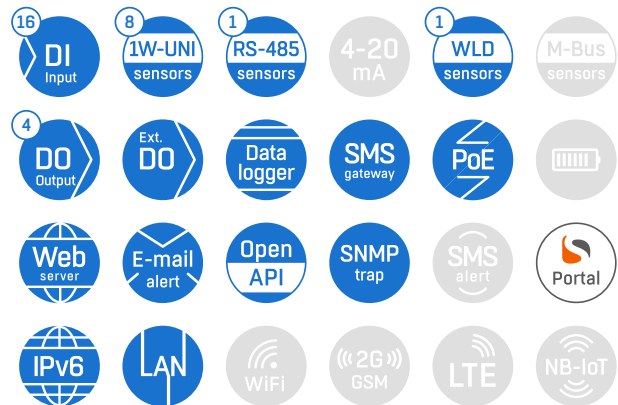 16
DI
Input
8
1W-UNI
sensors
1
RS-485
sensors
4-20
mA
1
WLD
sensors
M-Bus
sensors
4
DO
Output
Ext.
DO
Data
logger
SMS
gateway
PoE
Web
server
E-mail
alert
Open
API
SNMP
trap
SMS
alert
Portal
IPv6
LAN
WiFi
2G
GSM
LTE
NB-IoT